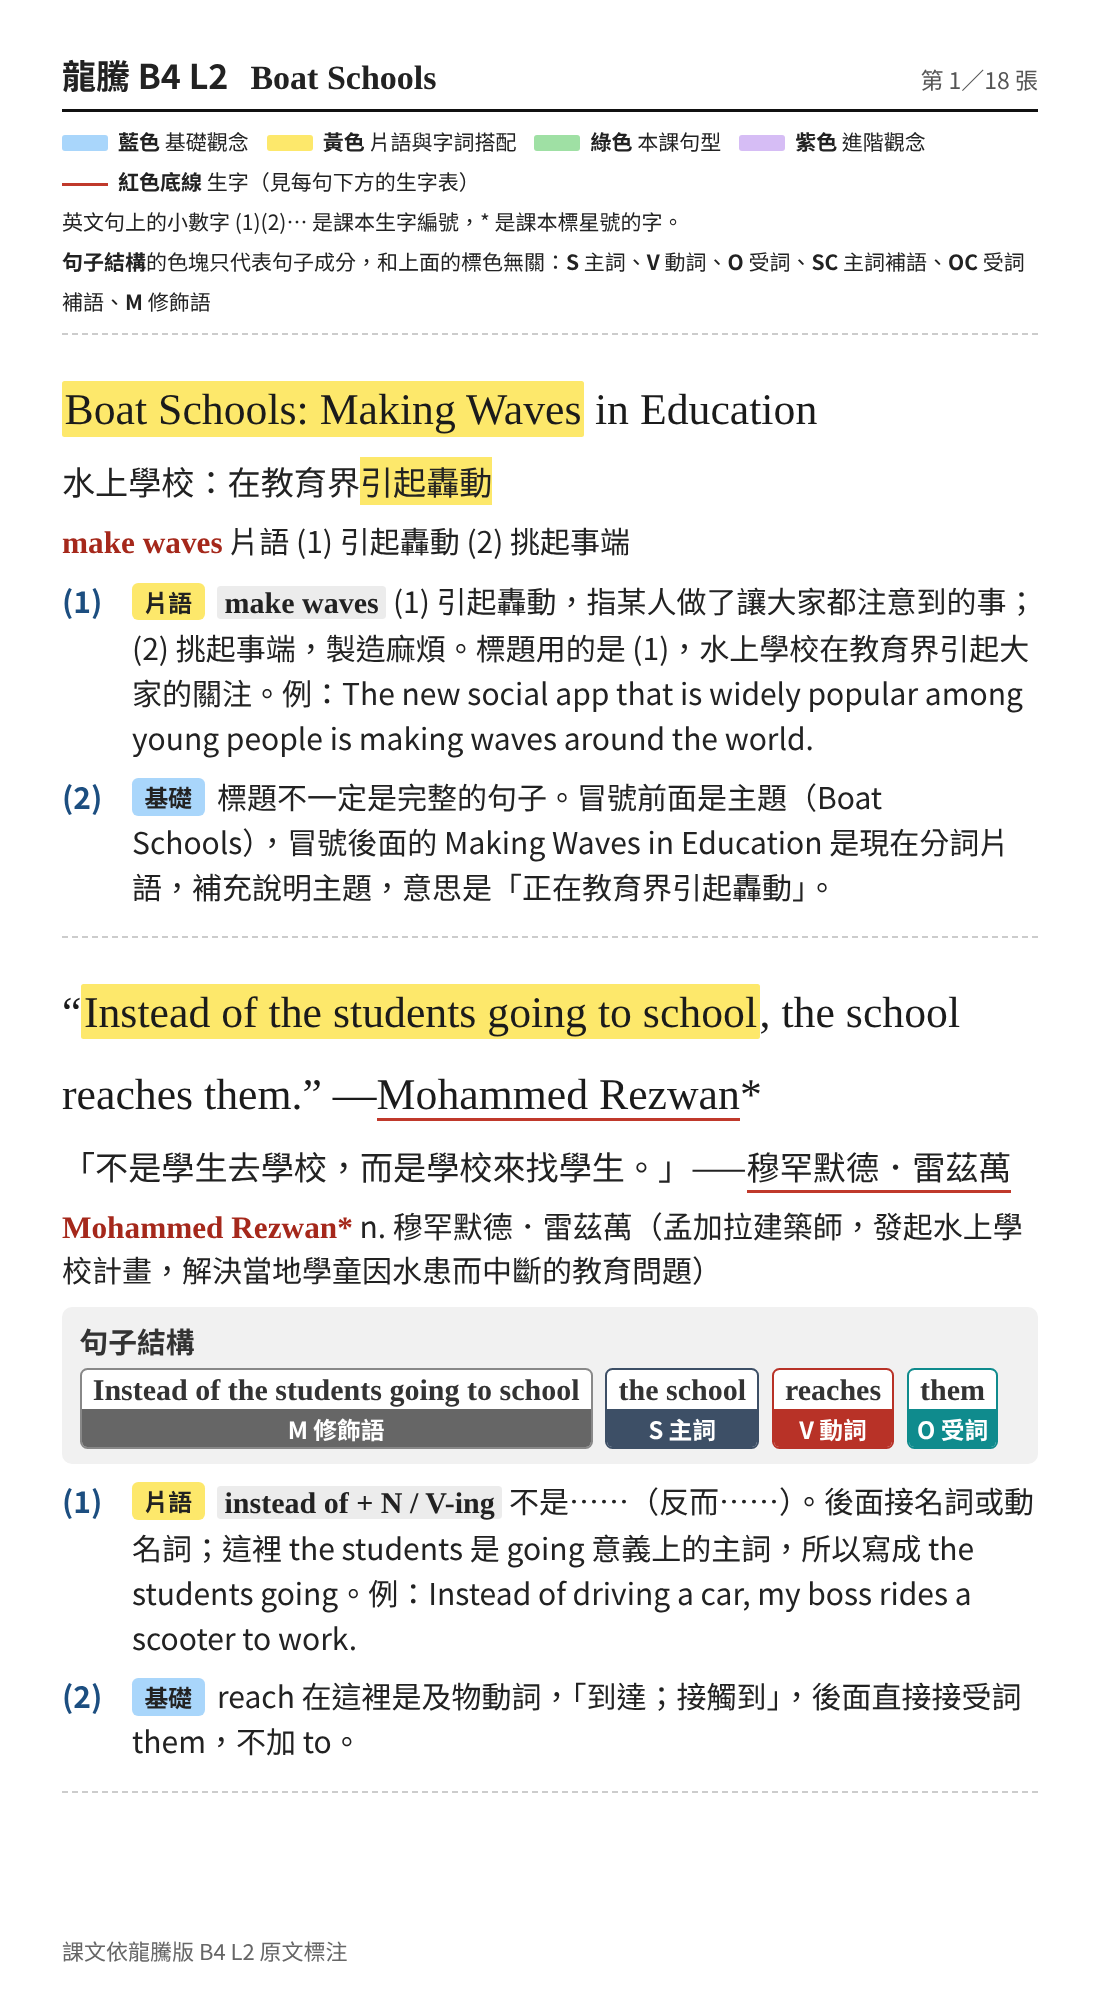 龍騰 B4 L2 Boat Schools
第 1／18 張
藍色 基礎觀念 黃色 片語與字詞搭配 綠色 本課句型 紫色 進階觀念
紅色底線 生字（見每句下方的生字表）
英文句上的小數字 (1)(2)… 是課本生字編號，* 是課本標星號的字。
句子結構的色塊只代表句子成分，和上面的標色無關：S 主詞、V 動詞、O 受詞、SC 主詞補語、OC 受詞
補語、M 修飾語
Boat Schools: Making Waves in Education
水上學校：在教育界引起轟動
make waves 片語 (1) 引起轟動 (2) 挑起事端
(1) 片語 make waves (1) 引起轟動，指某人做了讓大家都注意到的事；
(2) 挑起事端，製造麻煩。標題用的是 (1)，水上學校在教育界引起大
家的關注。例：The new social app that is widely popular among
young people is making waves around the world.
(2) 基礎 標題不一定是完整的句子。冒號前面是主題（Boat
Schools），冒號後面的 Making Waves in Education 是現在分詞片
語，補充說明主題，意思是「正在教育界引起轟動」。
“Instead of the students going to school, the school
reaches them.” —Mohammed Rezwan*
「不是學生去學校，而是學校來找學生。」——穆罕默德．雷茲萬
Mohammed Rezwan* n. 穆罕默德．雷茲萬（孟加拉建築師，發起水上學
校計畫，解決當地學童因水患而中斷的教育問題）
句子結構
Instead of the students going to school the school reaches them
M 修飾語 S 主詞 V 動詞 O 受詞
(1) 片語 instead of + N / V-ing 不是……（反而……）。後面接名詞或動
名詞；這裡 the students 是 going 意義上的主詞，所以寫成 the
students going。例：Instead of driving a car, my boss rides a
scooter to work.
(2) 基礎 reach 在這裡是及物動詞，「到達；接觸到」，後面直接接受詞
them，不加 to。
課文依龍騰版 B4 L2 原文標注